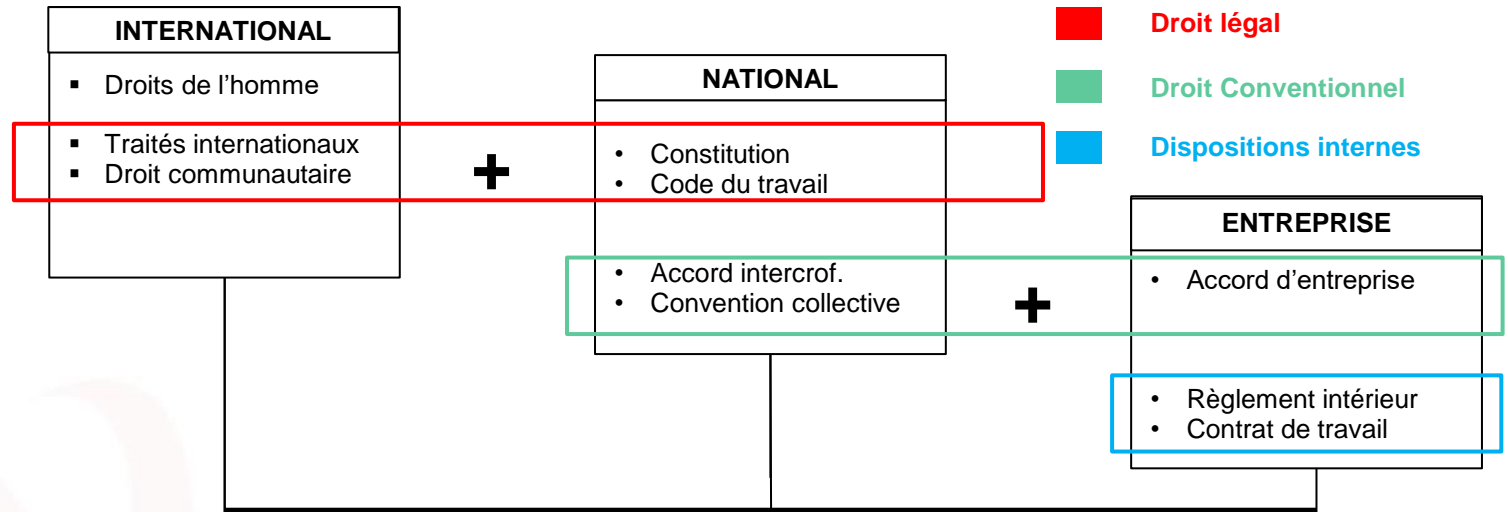 INTERNATIONAL
▪ Droits de l’homme
▪ Traités internationaux
▪ Droit communautaire
+
NATIONAL
• Constitution
• Code du travail
• Accord intercrof.
• Convention collective
+
Droit légal
Droit Conventionnel
Dispositions internes
ENTREPRISE
• Accord d’entreprise
• Règlement intérieur
• Contrat de travail